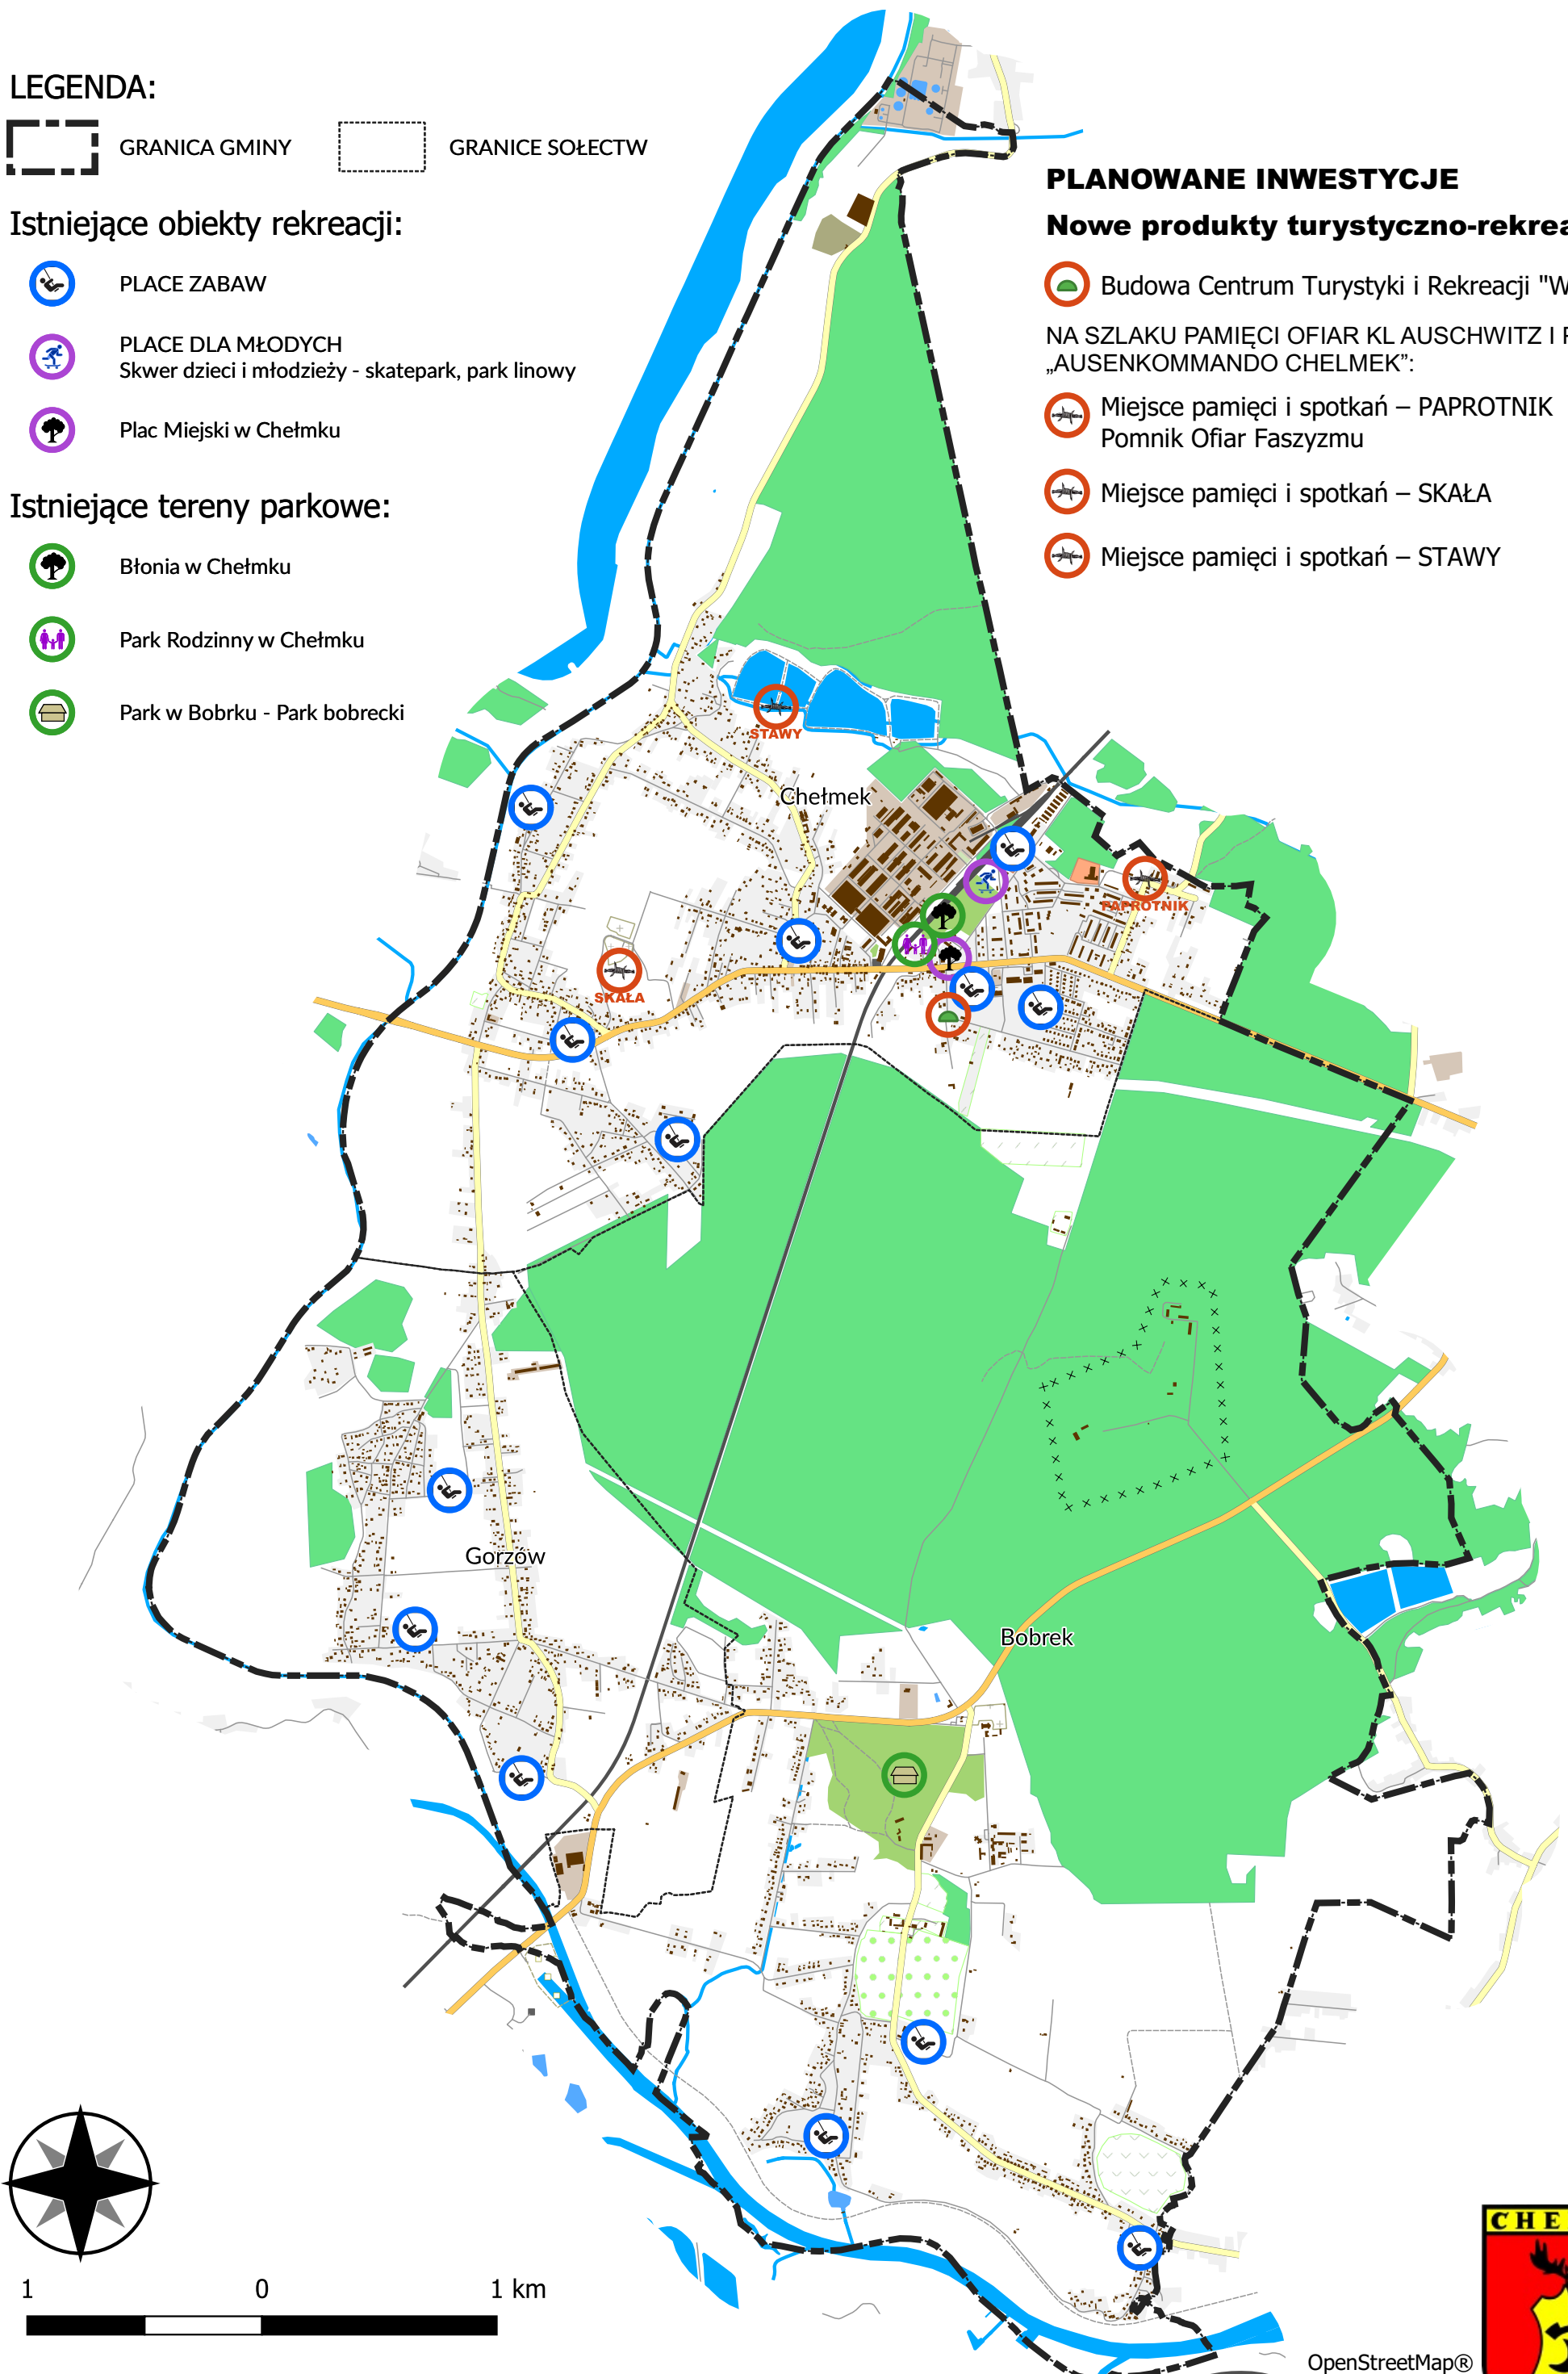 LEGENDA:
GRANICA GMINY
GRANICE SOŁECTW
Istniejące obiekty rekreacji:
PLACE ZABAW
PLACE DLA MŁODYCH
Skwer dzieci i młodzieży - skatepark, park linowy
Plac Miejski w Chełmku
Istniejące tereny parkowe:
Błonia w Chełmku
Park Rodzinny w Chełmku
Park w Bobrku - Park bobrecki
PLANOWANE INWESTYCJE
Nowe produkty turystyczno-rekrea
Budowa Centrum Turystyki i Rekreacji "W
NA SZLAKU PAMIĘCI OFIAR KL AUSCHWITZ I
„AUSENKOMMANDO CHELMEK”:
Miejsce pamięci i spotkań – PAPROTNIK
Pomnik Ofiar Faszyzmu
Miejsce pamięci i spotkań – SKAŁA
Miejsce pamięci i spotkań – STAWY
STAWY
Chełmek
PAPROTNIK
SKAŁA
Gorzów
Bobrek
1 0 1 km
CHE
OpenStreetMap®